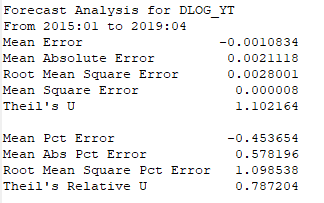 Forecast Analysis for DLOG_YT
From 2015:01 to 2019:04
Mean Error -0.0010834
Mean Absolute Error 0.0021118
Root Mean Square Error 0.0028001
Mean Square Error 0.000008
Theil's U 1.102164
Mean Pct Error -0.453654
Mean Abs Pct Error 0.578196
Root Mean Square Pct Error 1.098538
Theil's Relative U 0.787204